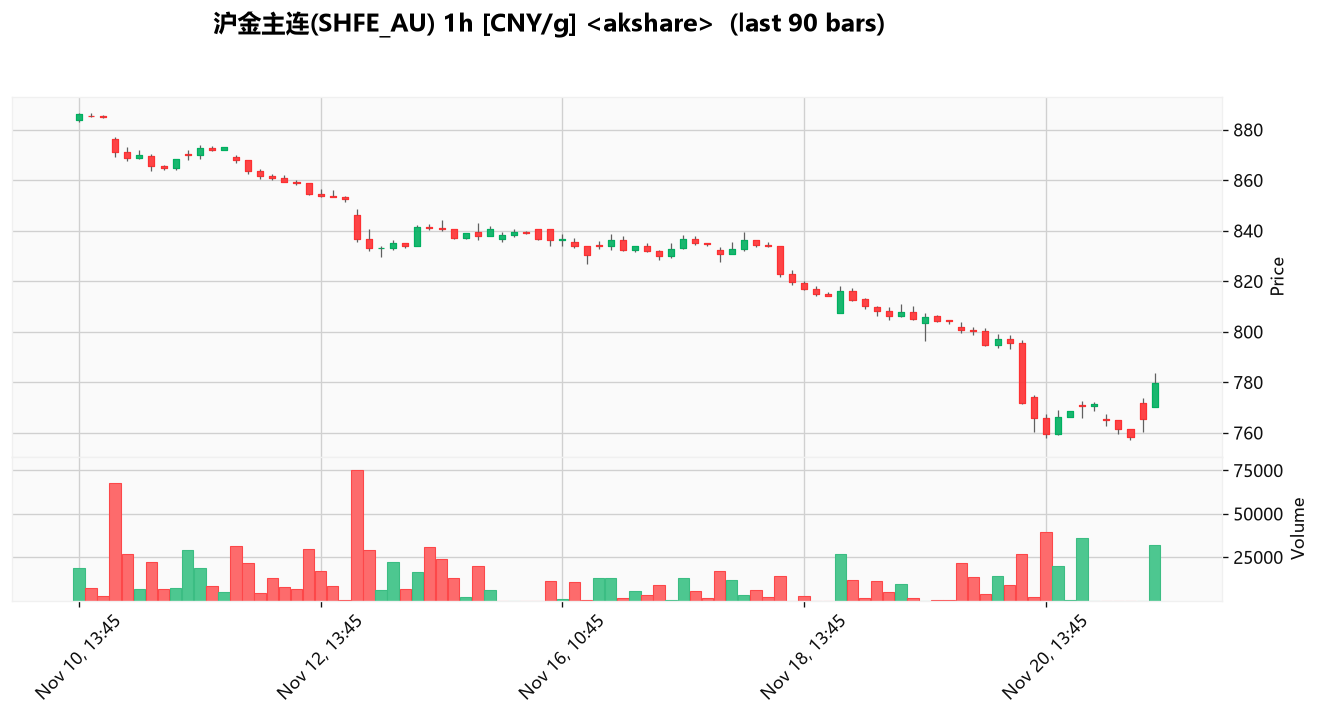 沪金主连(SHFE_AU) 1h [CNY/g] <akshare> (last 90 bars)
880
860
840
820
800
780
760
Price
75000
50000
25000
Volume
Nov 10, 13:45
Nov 12, 13:45
Nov 16, 10:45
Nov 18, 13:45
Nov 20, 13:45